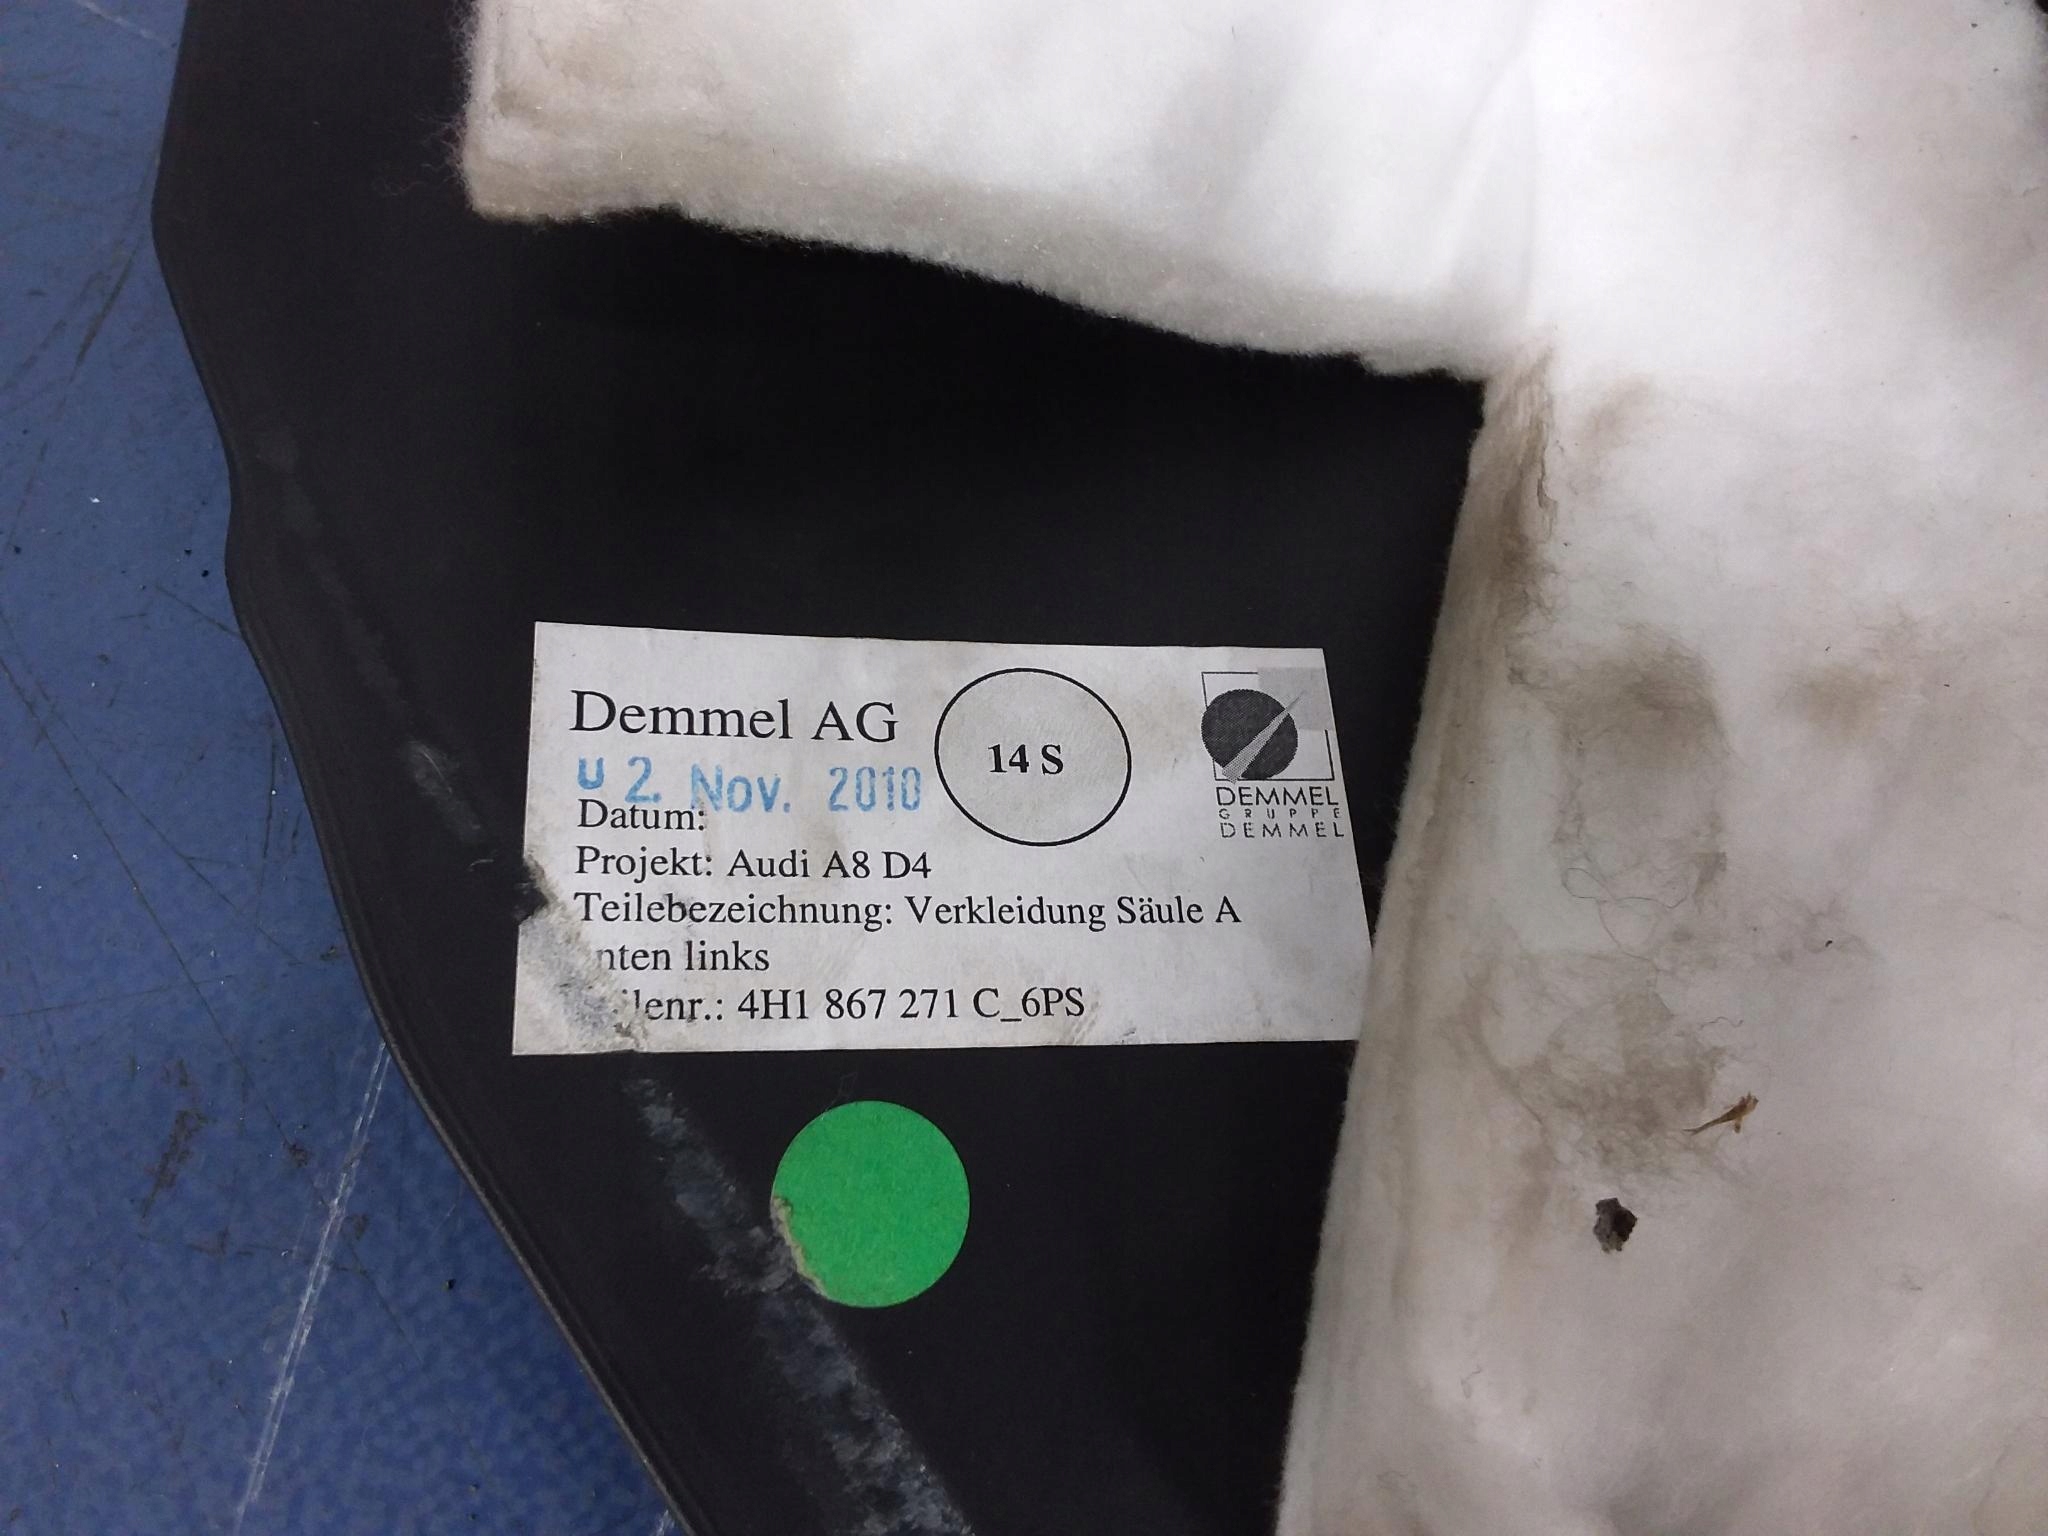 Demmel AG
14 S
DEMMEL
GRUPPE
DEMMEL
2. Nov. 2010
Datum:
Projekt: Audi A8 D4
Teilebezeichnung: Verkleidung Säule A
nten links
lenr.: 4H1 867 271 C_6PS